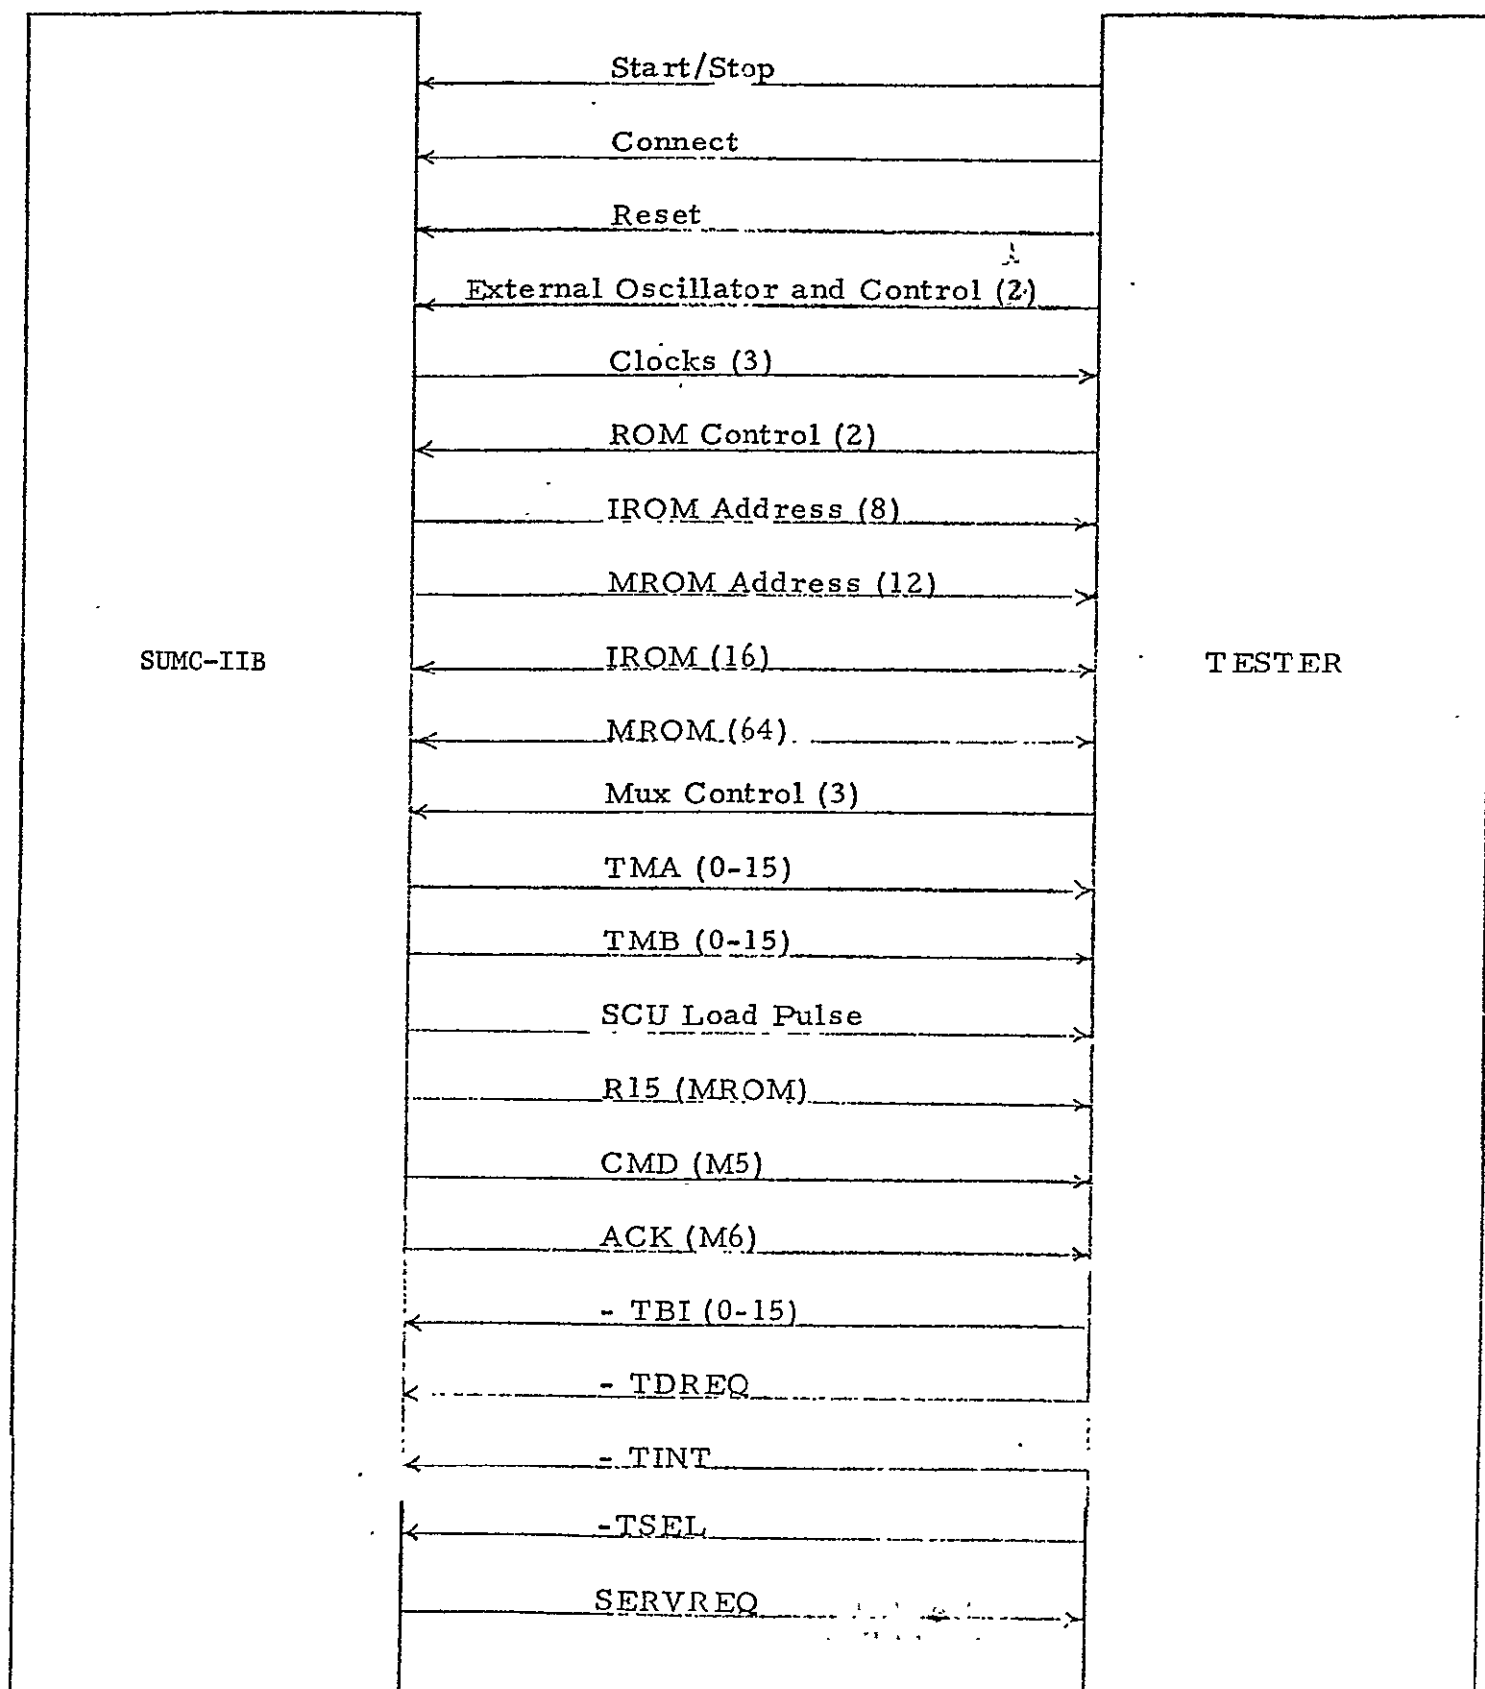 Start/Stop
Connect
Reset
External Oscillator and Control (2)
Clocks (3)
ROM Control (2)
IROM Address (8)
MROM Address (12)
SUMC-IIB
IROM (16)
TESTER
MROM (64)
Mux Control (3)
TMA (0-15)
TMB (0-15)
SCU Load Pulse
R15 (MROM)
CMD (M5)
ACK (M6)
- TBI (0-15)
- TDREQ
- TINT
-TSEL
SERVREQ